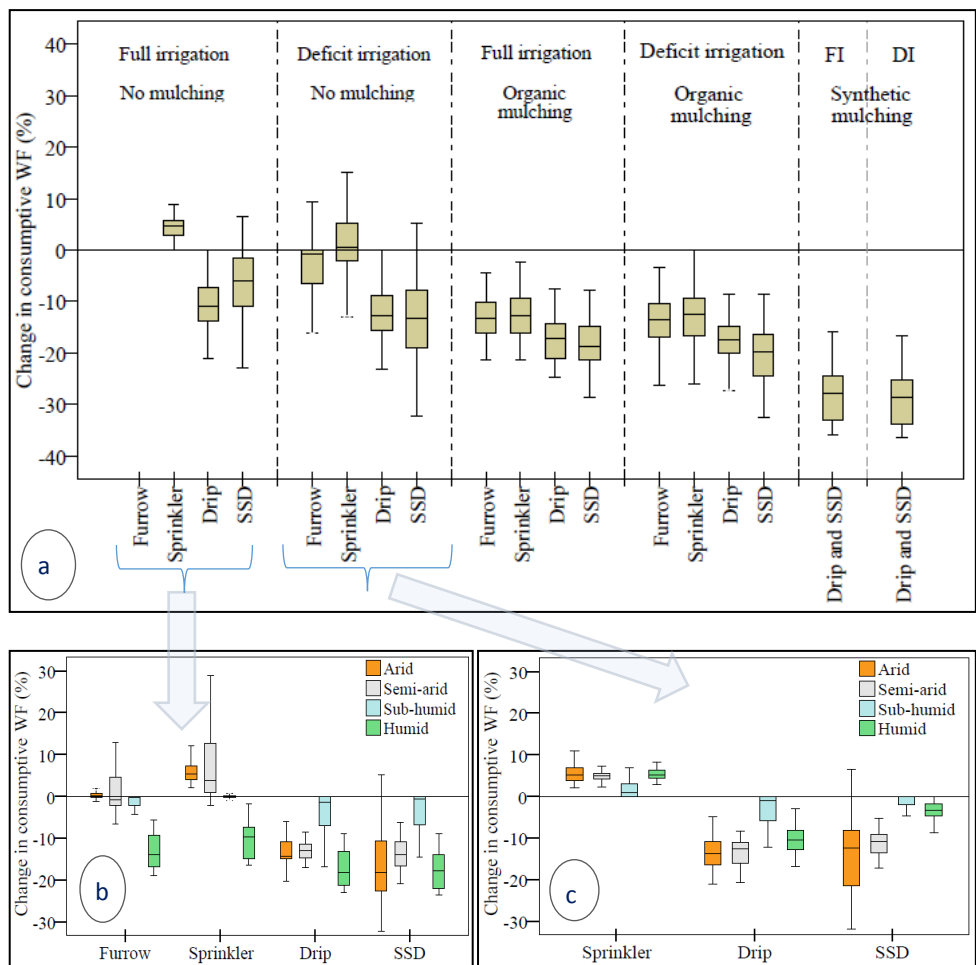 Change in consumptive WF (%)
40
30
20
10
0
-10
-20
-30
-40
Full irrigation
No mulching
Deficit irrigation
No mulching
Full irrigation
Organic
mulching
Deficit irrigation
Organic
mulching
FI DI
Synthetic
mulching
Furrow
Sprinkler
Drip
SSD
Furrow
Sprinkler
Drip
SSD
Furrow
Sprinkler
Drip
SSD
Furrow
Sprinkler
Drip
SSD
Drip and SSD
Drip and SSD
a
Change in consumptive WF (%)
30
20
10
0
-10
-20
-30
Arid
Semi-arid
Sub-humid
Humid
b
Furrow Sprinkler Drip SSD
Change in consumptive WF (%)
30
20
10
0
-10
-20
-30
Arid
Semi-arid
Sub-humid
Humid
c
Sprinkler Drip SSD